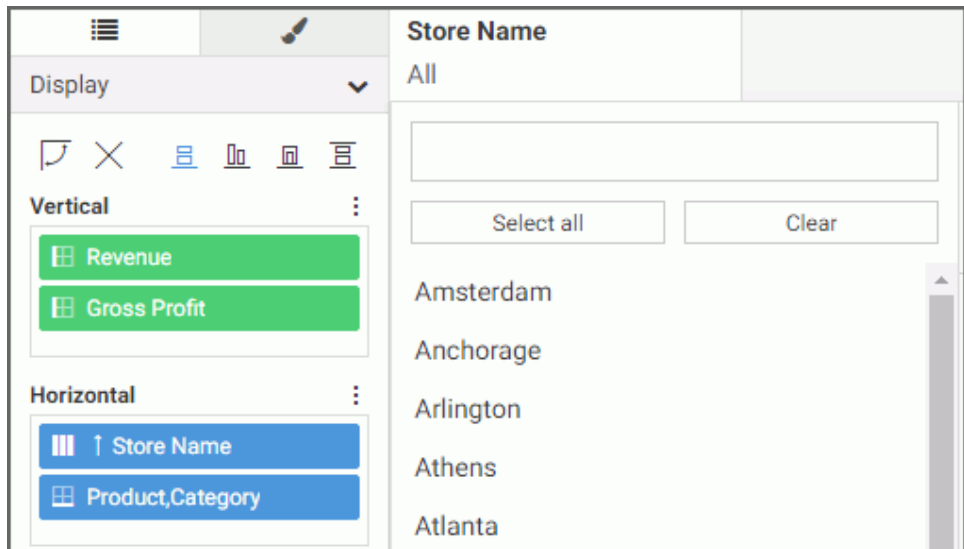 Display
Vertical
Revenue
Gross Profit
Horizontal
Store Name
Product,Category
Store Name
All
Select all
Clear
Amsterdam
Anchorage
Arlington
Athens
Atlanta